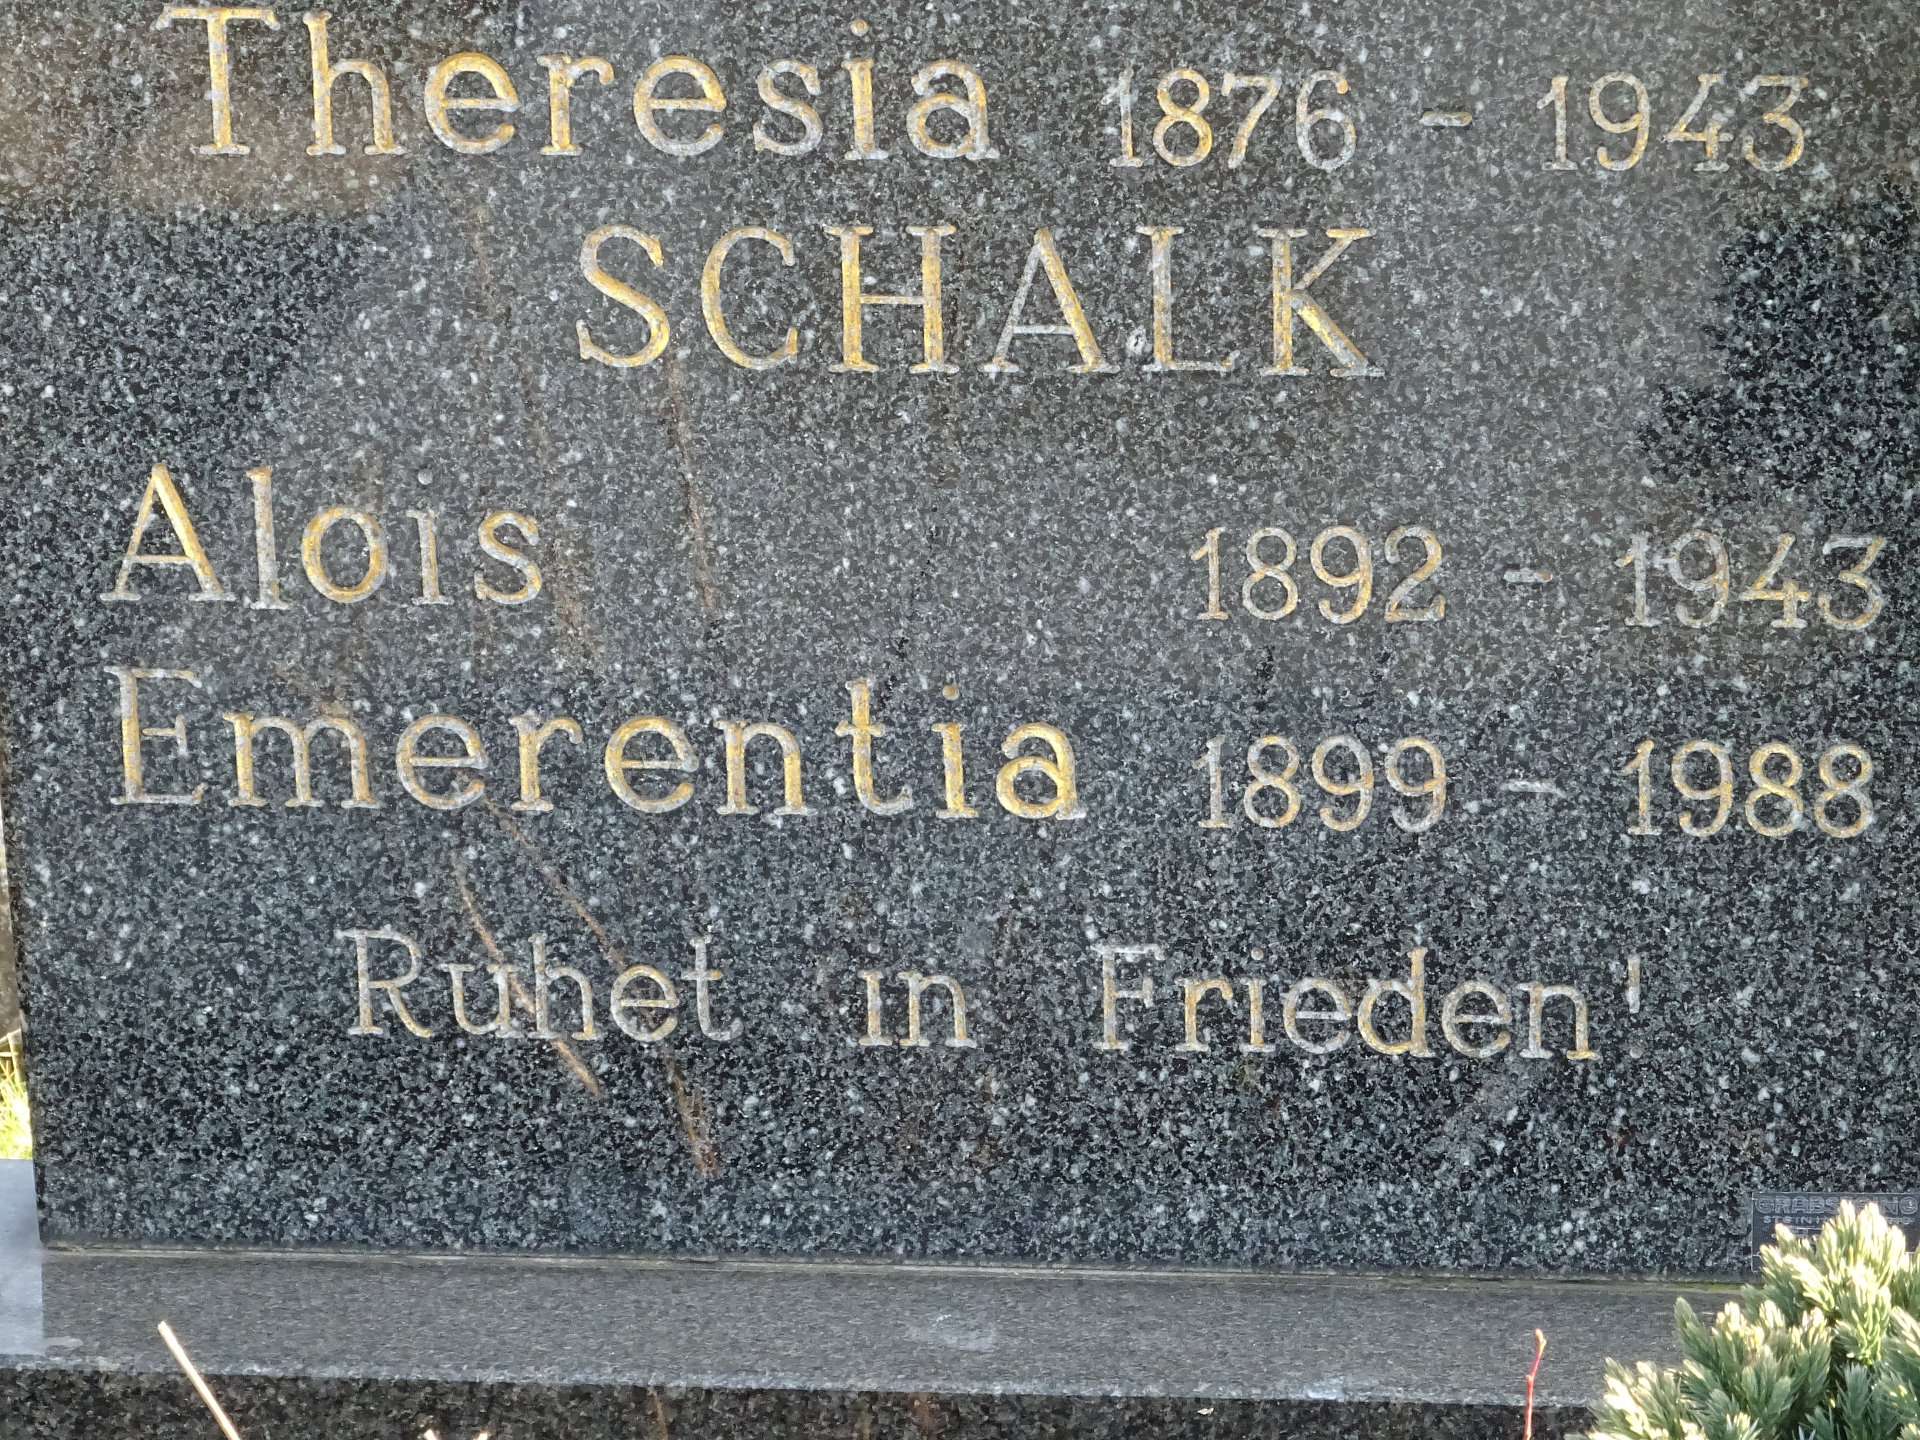 Theresia 1876 - 1943
SCHALK
Alois 1892 - 1943
Emerentia 1899 - 1988
Ruhet in Frieden!